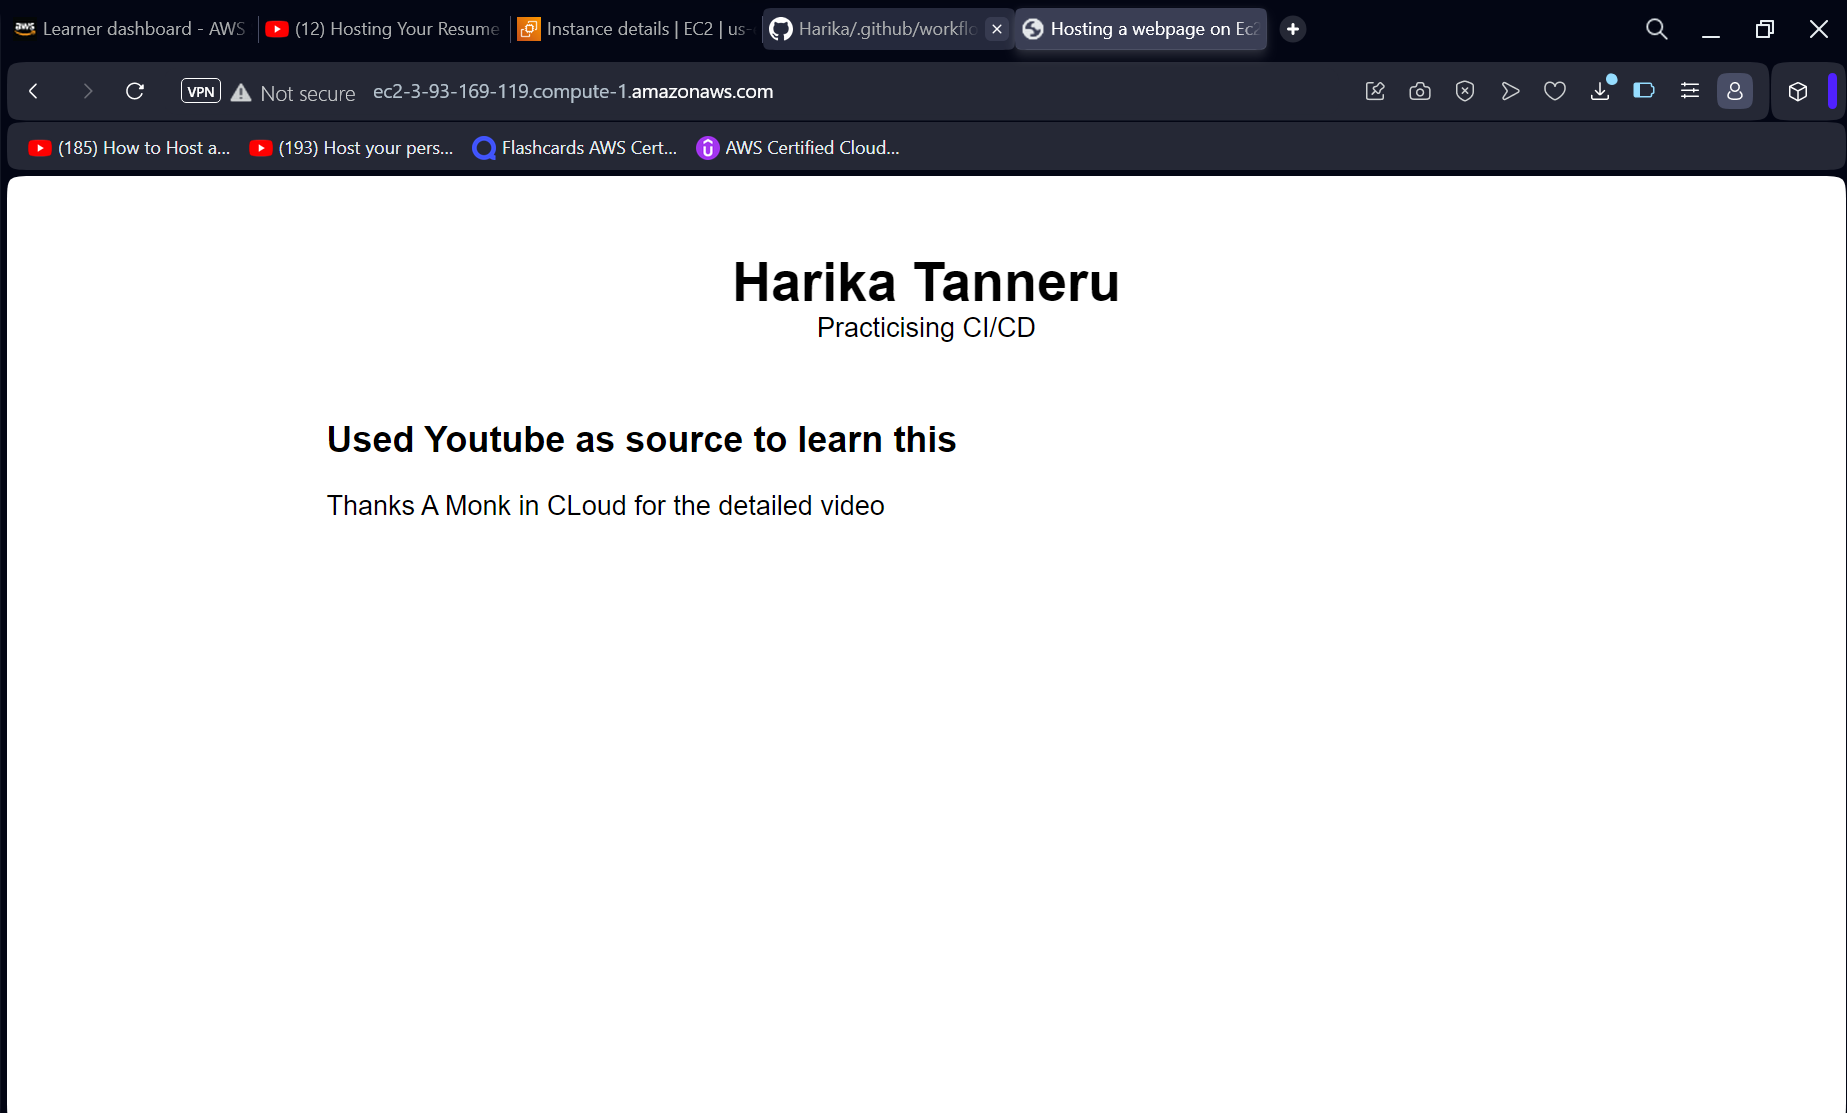 aws Learner dashboard - AWS
(12) Hosting Your Resume
Instance details | EC2 | us-
Harika/.github/workflo
Hosting a webpage on Ec2
VPN Not secure ec2-3-93-169-119.compute-1.amazonaws.com
(185) How to Host a...
(193) Host your pers...
Flashcards AWS Cert...
AWS Certified Cloud...
Harika Tanneru
Practicising CI/CD
Used Youtube as source to learn this
Thanks A Monk in CLoud for the detailed video